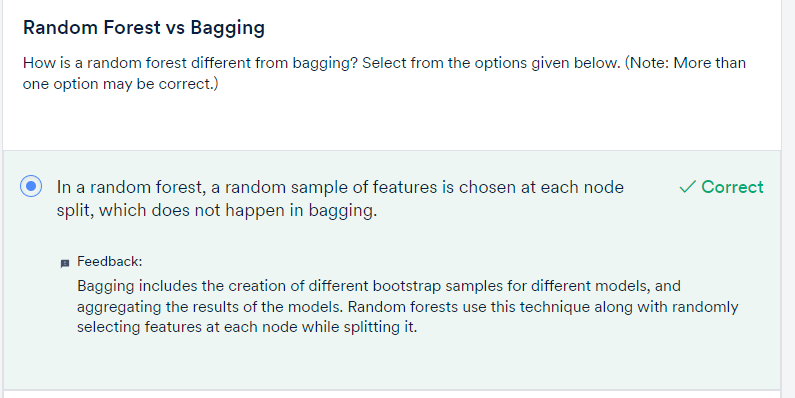 Random Forest vs Bagging
How is a random forest different from bagging? Select from the options given below. (Note: More than
one option may be correct.)
In a random forest, a random sample of features is chosen at each node
split, which does not happen in bagging.
Correct
Feedback:
Bagging includes the creation of different bootstrap samples for different models, and
aggregating the results of the models. Random forests use this technique along with randomly
selecting features at each node while splitting it.